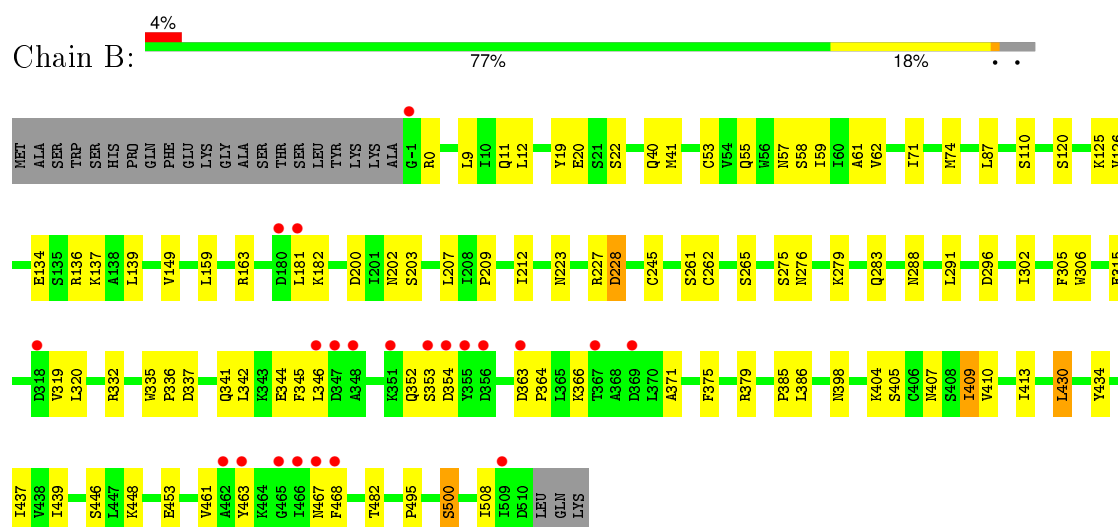 4%
Chain B:
77% 18% • •
MET ALA SER TRP SER HIS PRO GLN PHE GLU LYS GLY ALA SER THR SER LEU TYR LYS LYS ALA G-1 R0 L9 I10 Q11 L12 Y19 E20 S21 S22 Q40 M41 C53 V54 Q55 W56 N57 S58 I59 I60 A61 V62 I71 M74 L87 S110 S120 K125 V126
E134 S135 R136 K137 A138 L139 V149 L159 R163 D180 L181 K182 D200 I201 N202 S203 L207 I208 P209 I212 N223 R227 D228 C245 S261 C262 S265 S275 N276 K279 Q283 N288 L291 D296 I302 F305 W306 E315
D318 V319 L320 R332 W335 P336 D337 Q341 L342 K343 E344 F345 L346 D347 A348 K351 Q352 S353 D354 Y355 D356 D363 P364 L365 K366 T367 A368 D369 L370 A371 F375 R379 P385 L386 N398 K404 S405 C406 N407 S408 I409 V410 I413 L430 Y434
I437 V438 I439 S446 L447 K448 E453 V461 A462 Y463 K464 G465 I466 N467 F468 T482 P495 S500 I508 I509 D510 LEU GLN LYS